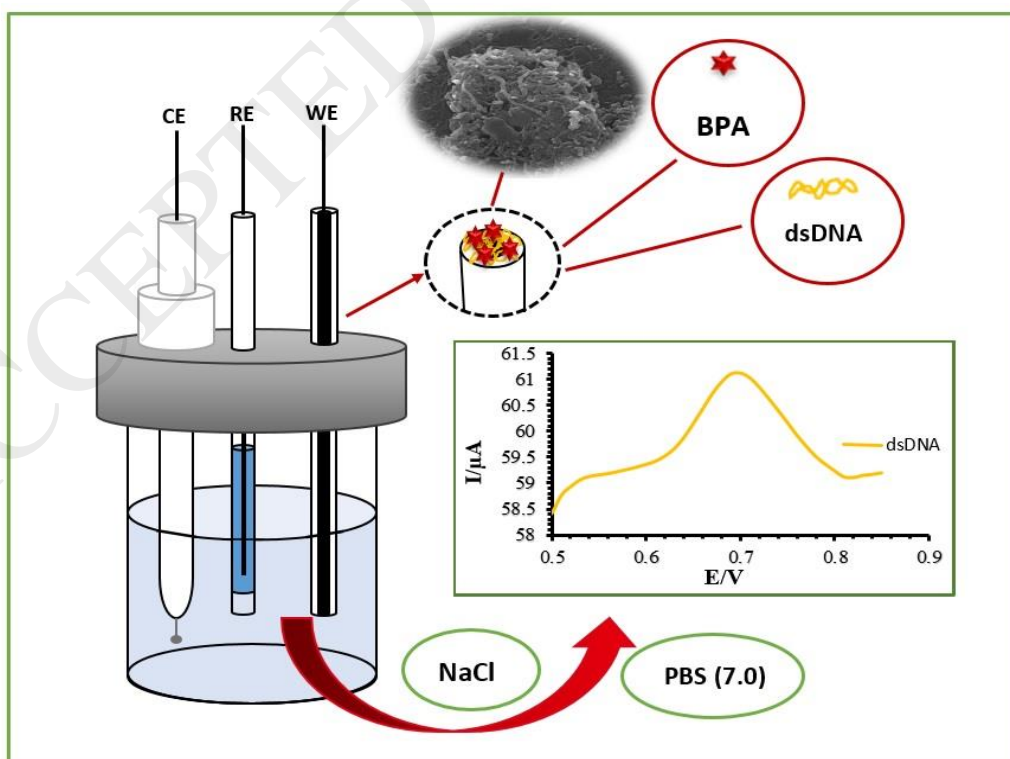 CCEPTED
CE
RE
WE
BPA
dsDNA
61.5
61
60.5
60
59.5
59
58.5
58
I/µA
dsDNA
0.5
0.6
0.7
0.8
0.9
E/V
NaCl
PBS (7.0)